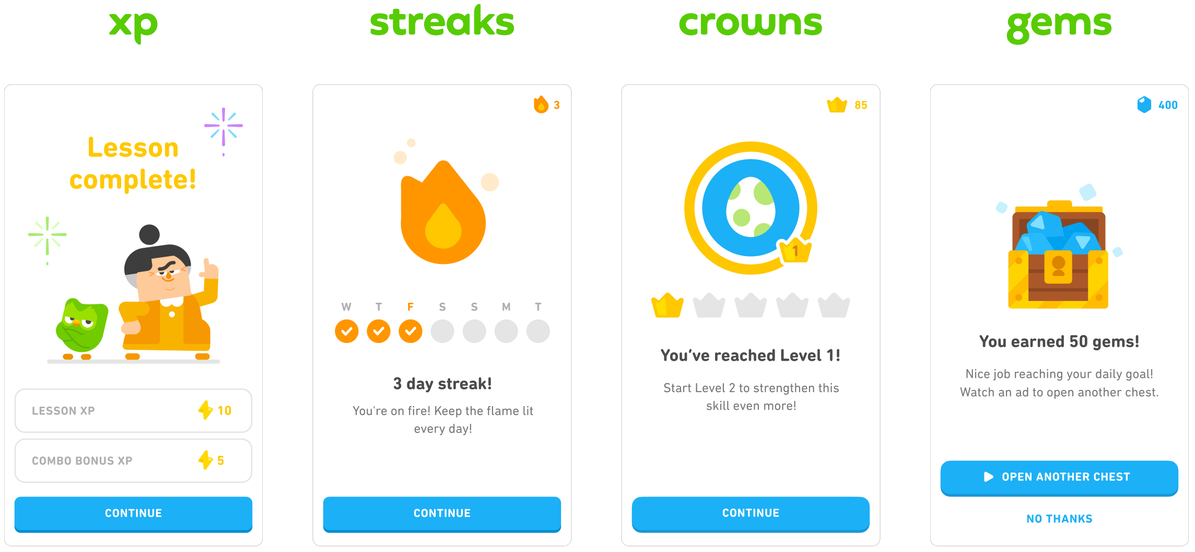 xp
streaks
crowns
gems
Lesson
complete!
LESSON XP
10
COMBO BONUS XP
5
CONTINUE
3
W T F S S M T
3 day streak!
You're on fire! Keep the flame lit
every day!
CONTINUE
85
1
You've reached Level 1!
Start Level 2 to strengthen this
skill even more!
CONTINUE
400
You earned 50 gems!
Nice job reaching your daily goal!
Watch an ad to open another chest.
OPEN ANOTHER CHEST
NO THANKS